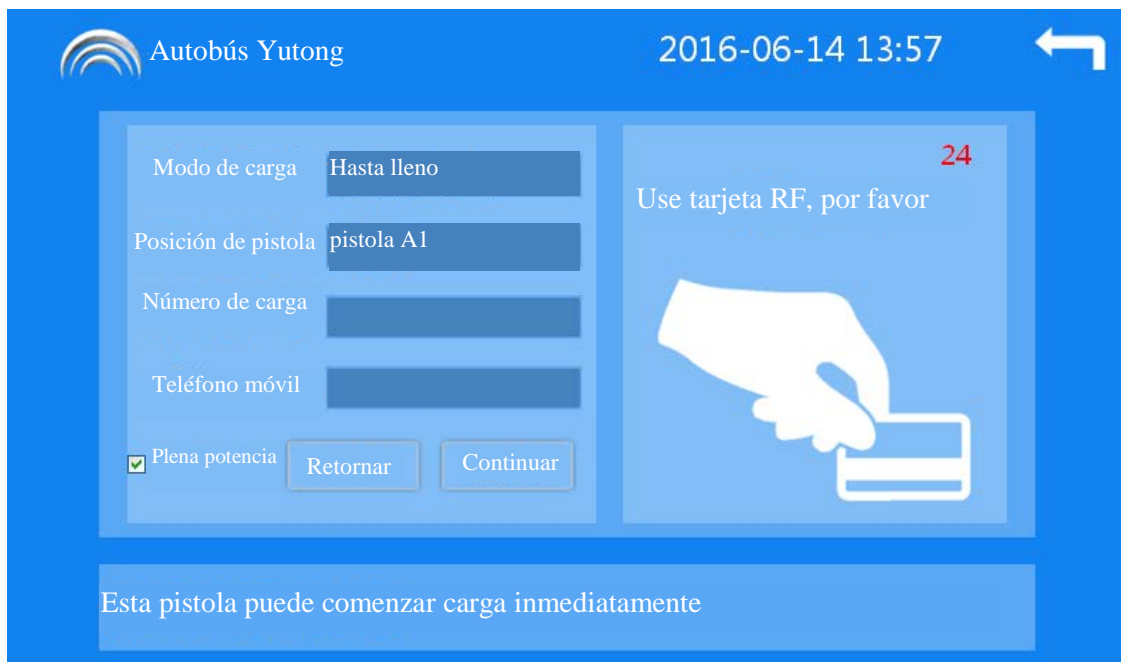 Autobús Yutong
2016-06-14 13:57
Modo de carga
Hasta lleno
Posición de pistola
pistola A1
Número de carga
Teléfono móvil
Plena potencia
Retornar
Continuar
24
Use tarjeta RF, por favor
Esta pistola puede comenzar carga inmediatamente